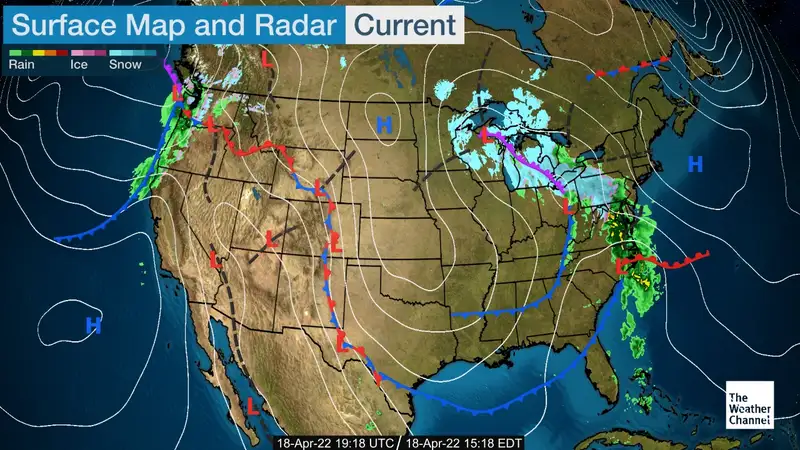 Surface Map and Radar Current
Rain Ice Snow
L
L
L
H
L
L
H
L
L
L
L
L
L
H
L
L
The
Weather
Channel
18-Apr-22 19:18 UTC / 18-Apr-22 15:18 EDT